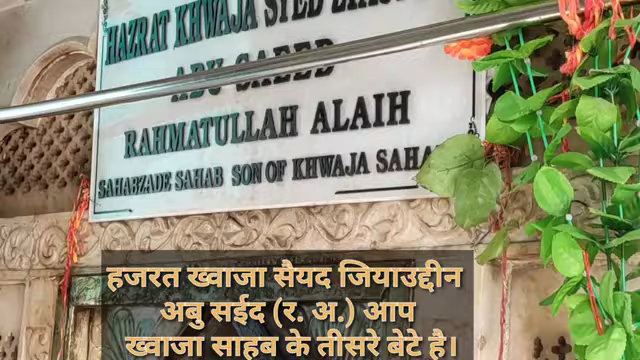 HAZRAT KHWAJA SYED
ABU SAEED
RAHMATULLAH ALAIH
SAHABZADE SAHAB SON OF KHWAJA
हजरत ख्वाजा सैयद जियाउद्दीन
अबु सईद (र. अ.) आप
ख्वाजा साहब के तीसरे बेटे है।